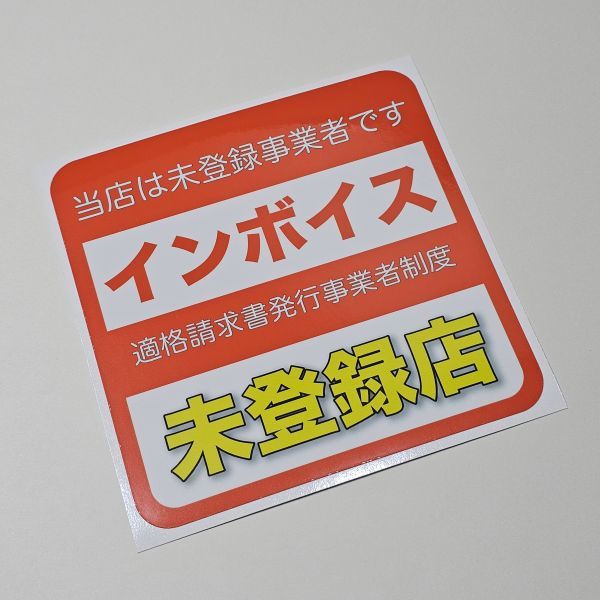 当店は未登録事業者です
インボイス
適格請求書発行事業者制度
未登録店